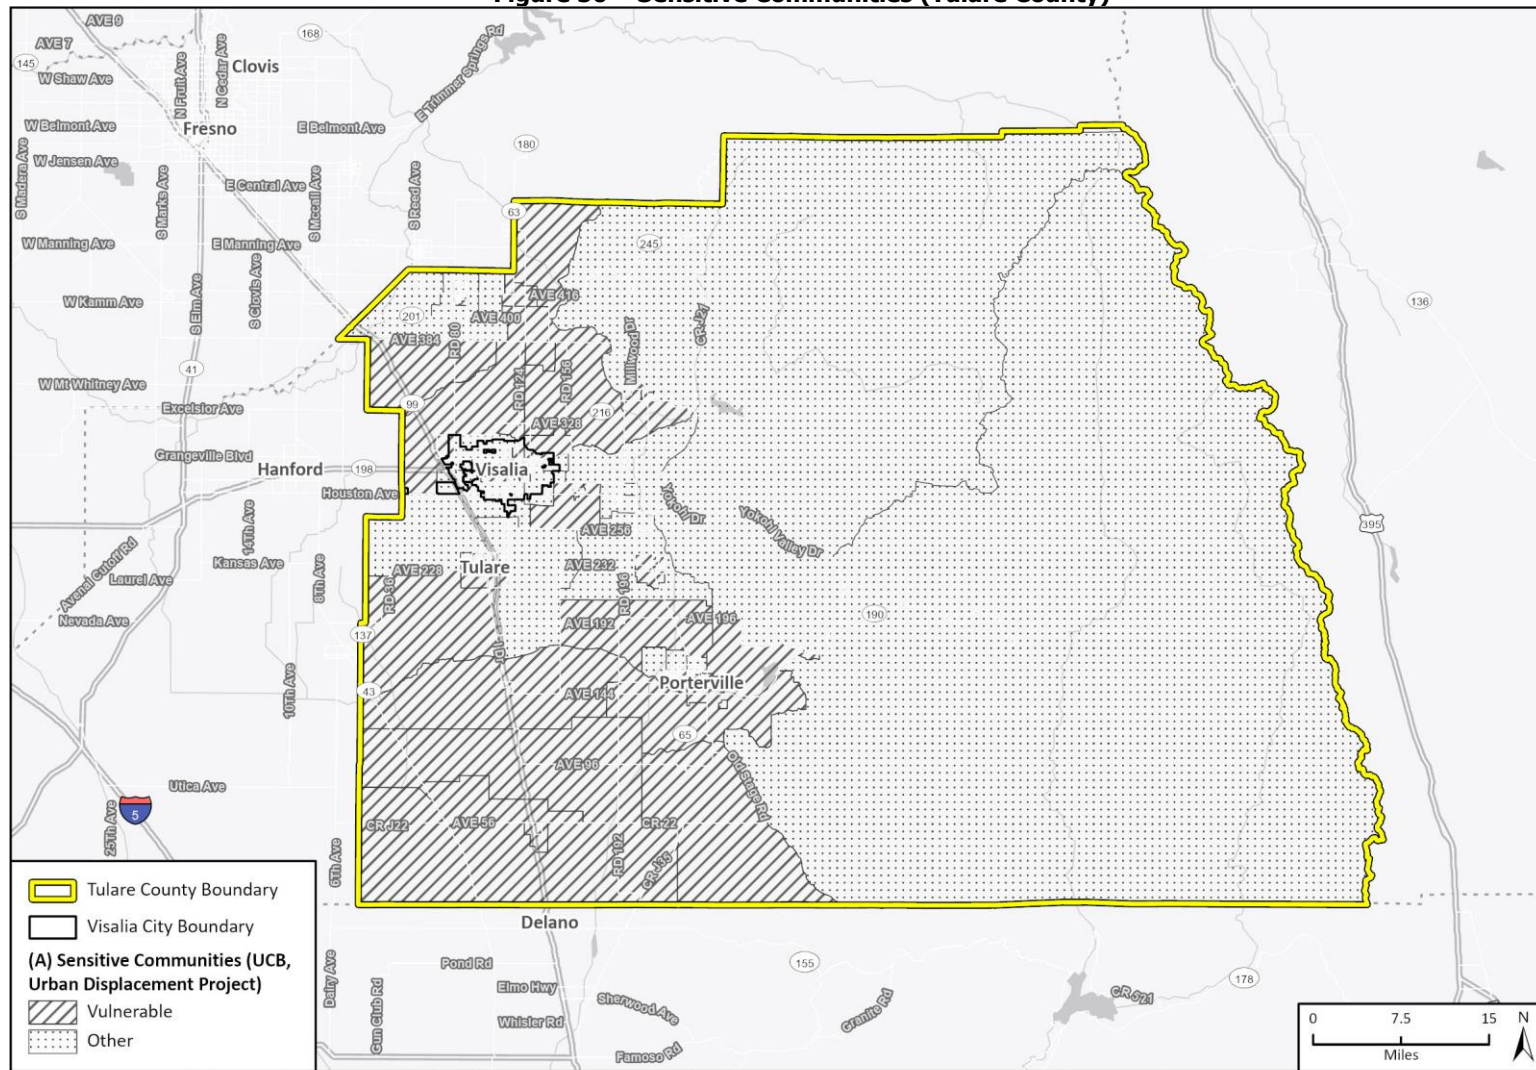 Figure 36 - Sensitive Communities (Tulare County)
AVE 9
168
AVE 7
Clovis
145
W Shaw Ave
N Fruit Ave
N Cedar Ave
E Trimmer Springs Rd
W Belmont Ave
Fresno
E Belmont Ave
180
W Jensen Ave
S Madera Ave
S Marks Ave
E Central Ave
S Mccall Ave
S Reed Ave
63
W Manning Ave
E Manning Ave
245
S Clovis Ave
W Kamm Ave
S Elm Ave
AVE 416
136
201
AVE 400
CR J21
AVE 384
RD 80
Millwood Dr
41
W Mt Whitney Ave
RD 124
RD 156
99
Excelsior Ave
216
AVE 328
Grangeville Blvd
Hanford
198
Visalia
Houston Ave
Yokohl Dr
14Th Ave
AVE 256
Yokohl Valley Dr
395
Avenal Cutoff Rd
Kansas Ave
8Th Ave
AVE 228
Tulare
AVE 232
Laurel Ave
RD 36
RD 196
Nevada Ave
137
AVE 192
AVE 196
190
10Th Ave
43
AVE 144
Porterville
65
AVE 96
Utica Ave
Old Stage Rd
5
25Th Ave
CR J22
AVE 56
CR 22
6Th Ave
RD 192
CR J35
Tulare County Boundary
Delano
Visalia City Boundary
(A) Sensitive Communities (UCB,
Urban Displacement Project)
Vulnerable
Other
Dairy Ave
Gun Club Rd
Pond Rd
155
178
Elmo Hwy
Sherwood Ave
Granite Rd
CR 521
Whisler Rd
Famoso Rd
0 7.5 15 N
Miles